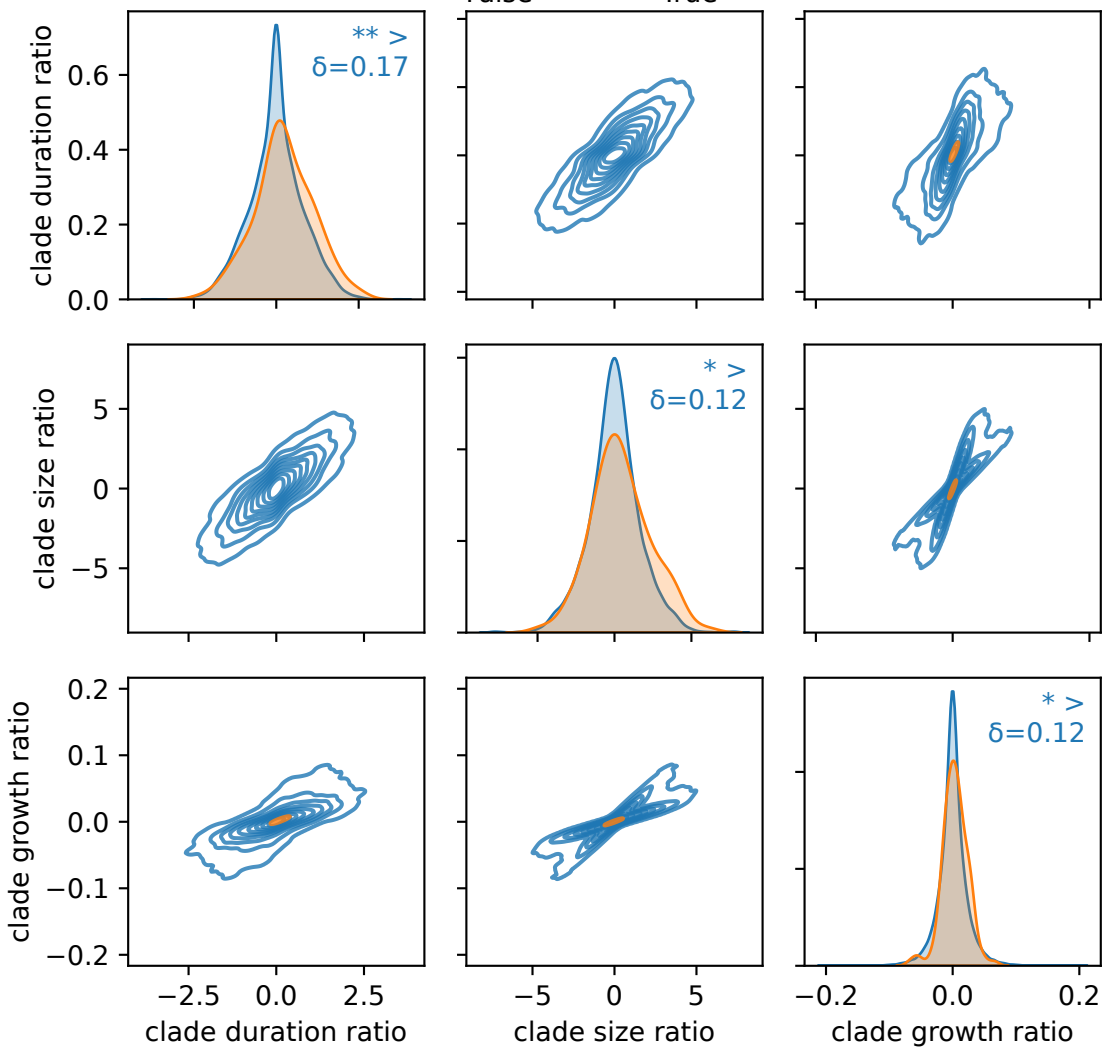 clade duration ratio
0.6
0.4
0.2
0.0
** >
δ=0.17
clade size ratio
5
0
−5
* >
δ=0.12
clade growth ratio
0.2
0.1
0.0
−0.1
−0.2
* >
δ=0.12
−2.5 0.0 2.5
−5 0 5
−0.2 0.0 0.2
clade duration ratio
clade size ratio
clade growth ratio